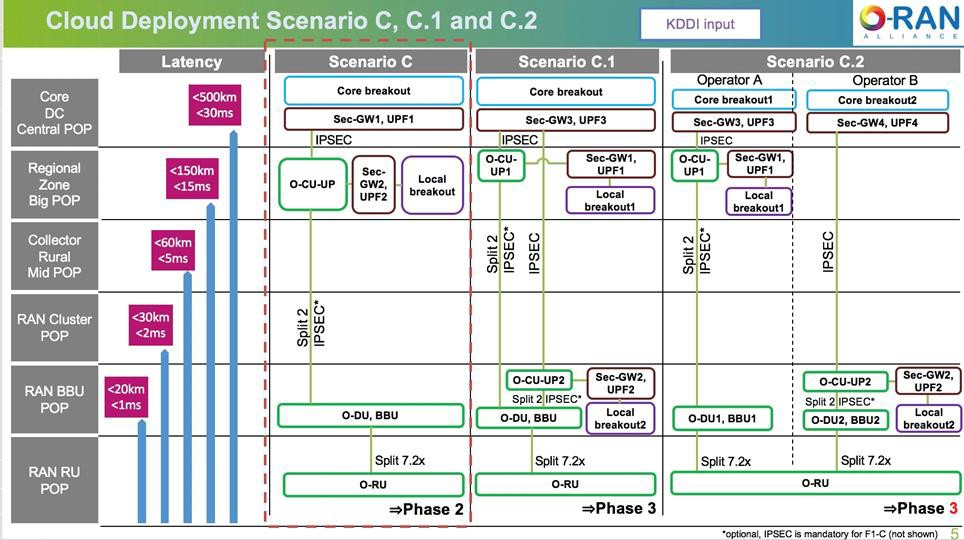 Cloud Deployment Scenario C, C.1 and C.2
KDDI input
O-RAN
ALLIANCE
Latency
Scenario C
Scenario C.1
Scenario C.2
Operator A
Operator B
Core
DC
Central POP
<500km
<30ms
Core breakout
Core breakout
Core breakout1
Core breakout2
Sec-GW1, UPF1
Sec-GW3, UPF3
Sec-GW3, UPF3
Sec-GW4, UPF4
IPSEC
IPSEC
IPSEC
Regional
Zone
Big POP
<150km
<15ms
O-CU-UP
Sec-
GW2,
UPF2
Local
breakout
O-CU-
UP1
Sec-GW1,
UPF1
Local
breakout1
O-CU-
UP1
Sec-GW1,
UPF1
Local
breakout1
Collector
Rural
Mid POP
<60km
<5ms
Split 2
IPSEC*
IPSEC
Split 2
IPSEC*
IPSEC
RAN Cluster
POP
<30km
<2ms
Split 2
IPSEC*
RAN BBU
POP
<20km
<1ms
O-DU, BBU
O-CU-UP2
Sec-GW2,
UPF2
Split 2 IPSEC*
O-DU, BBU
Local
breakout2
O-DU1, BBU1
O-CU-UP2
Sec-GW2,
UPF2
Split 2 IPSEC*
O-DU2, BBU2
Local
breakout2
RAN RU
POP
Split 7.2x
Split 7.2x
Split 7.2x
Split 7.2x
O-RU
O-RU
O-RU
⇒Phase 2
⇒Phase 3
⇒Phase 3
*optional, IPSEC is mandatory for F1-C (not shown)
5